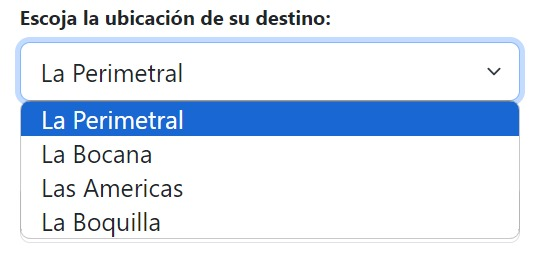 Escoja la ubicación de su destino:
La Perimetral
La Perimetral
La Bocana
Las Americas
La Boquilla